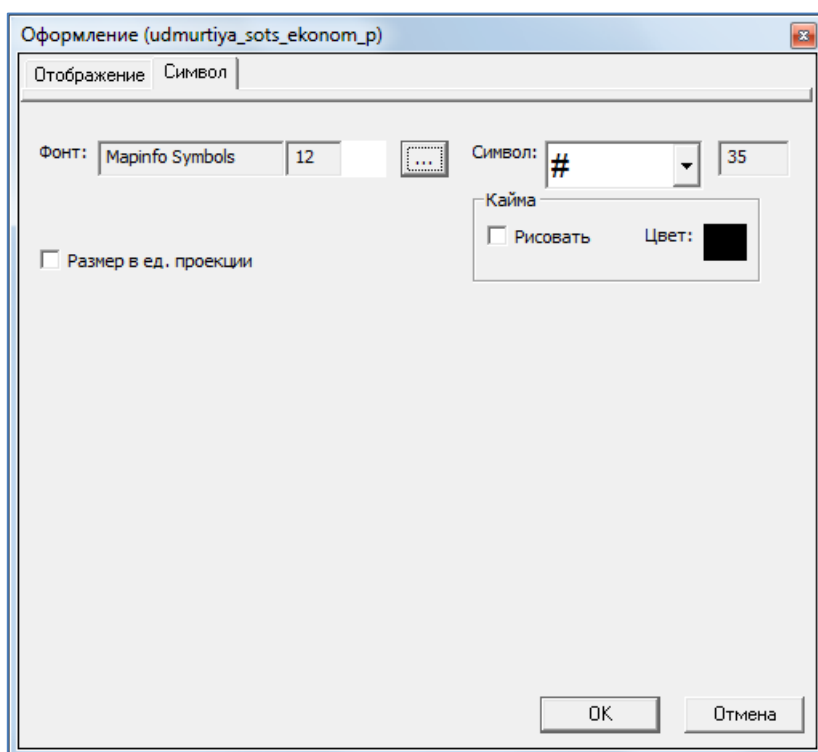 Оформление (udmurtiya_sots_ekonom_p)
Отображение Символ
Фонт: Mapinfo Symbols 12 ... Символ: # 35
Кайма
Рисовать Цвет:
Размер в ед. проекции
OK Отмена